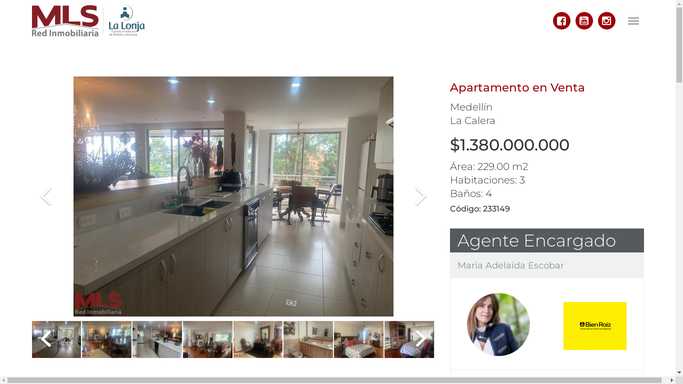 MLS
Red Inmobiliaria
La Lonja
Apartamento en Venta
Medellín
La Calera
$1.380.000.000
Área: 229.00 m2
Habitaciones: 3
Baños: 4
Código: 233149
Agente Encargado
Maria Adelaida Escobar
MLS
Red Inmobiliaria
Bien Raíz